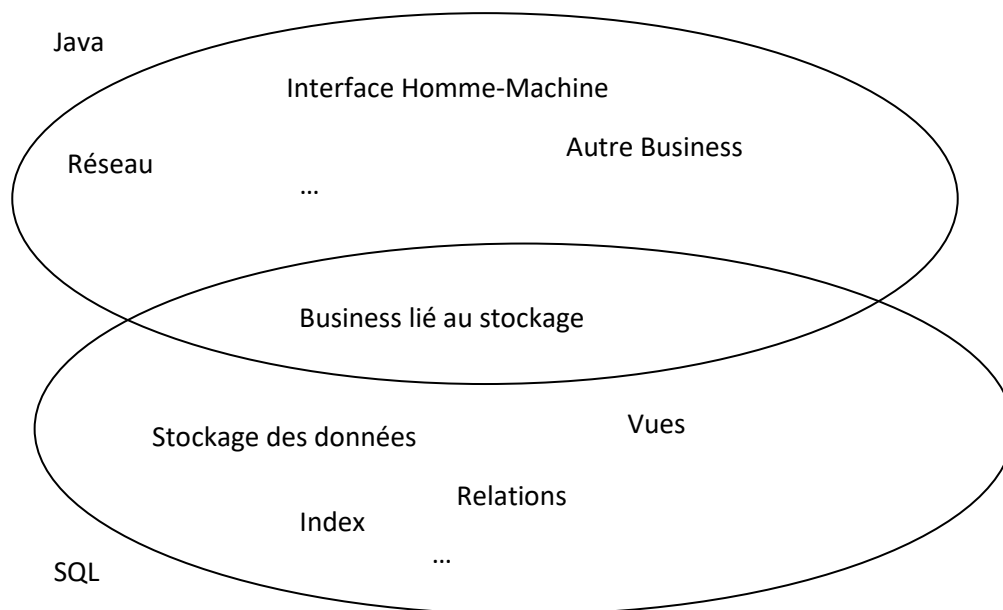 Java
Interface Homme-Machine
Autre Business
Réseau
...
Business lié au stockage
Vues
Stockage des données
Relations
Index
...
SQL